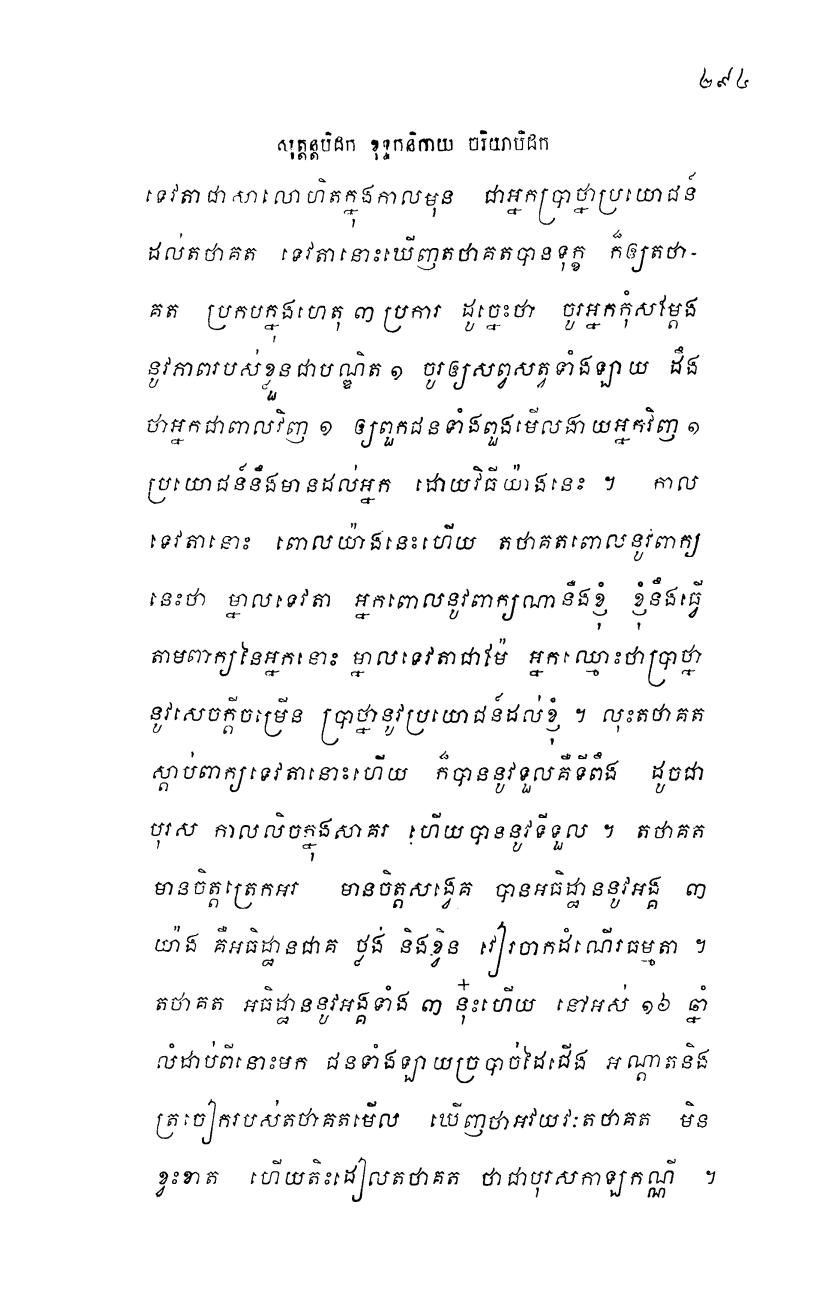 ២៩៤
សុត្តន្តបិដក ខុទ្ទកនិកាយ ចរិយាបិដក
ទេវតាជាសាលោហិតក្នុងកាលមុន ជាអ្នកប្រាថ្នាប្រយោជន៍
ដល់តថាគត ទេវតានោះឃើញតថាគតបានទុក្ខ ក៏ឲ្យតថា-
គត ប្រកបក្នុងហេតុ ៣ ប្រការ ដូច្នេះថា ចូរអ្នកកុំសម្ដែង
នូវភាពរបស់ខ្លួនជាបណ្ឌិត ១ ចូរឲ្យសព្វសត្វទាំងឡាយ ដឹង
ថាអ្នកជាពាលវិញ ១ ឲ្យពួកជនទាំងពួងមើលងាយអ្នកវិញ ១
ប្រយោជន៍នឹងមានដល់អ្នក ដោយវិធីយ៉ាងនេះ ។ កាល
ទេវតានោះ ពោលយ៉ាងនេះហើយ តថាគតពោលនូវពាក្យ
នេះថា ម្នាលទេវតា អ្នកពោលនូវពាក្យណានឹងខ្ញុំ ខ្ញុំនឹងធ្វើ
តាមពាក្យនៃអ្នកនោះ ម្នាលទេវតាជាម៉ែ អ្នកឈ្មោះថាប្រាថ្នា
នូវសេចក្ដីចម្រើន ប្រាថ្នានូវប្រយោជន៍ដល់ខ្ញុំ ។ លុះតថាគត
ស្ដាប់ពាក្យទេវតានោះហើយ ក៏បាននូវទួលគឺទីពឹង ដូចជា
បុរស កាលលិចក្នុងសាគរ ហើយបាននូវទីទួល ។ តថាគត
មានចិត្តត្រេកអរ មានចិត្តសង្វេគ បានអធិដ្ឋាននូវអង្គ ៣
យ៉ាង គឺអធិដ្ឋានជាគ ថ្លង់ និងខ្វិន វៀរចាកដំណើរធម្មតា ។
តថាគត អធិដ្ឋាននូវអង្គទាំង ៣ នុ៎ះហើយ នៅអស់ ១៦ ឆ្នាំ
លំដាប់ពីនោះមក ជនទាំងឡាយច្របាច់ដៃជើង អណ្ដាតនិង
ត្រចៀករបស់តថាគតមើល ឃើញថាអវយវៈតថាគត មិន
ខ្វះខាត ហើយតិះដៀលតថាគត ថាជាបុរសកាឡកណ្ណី ។